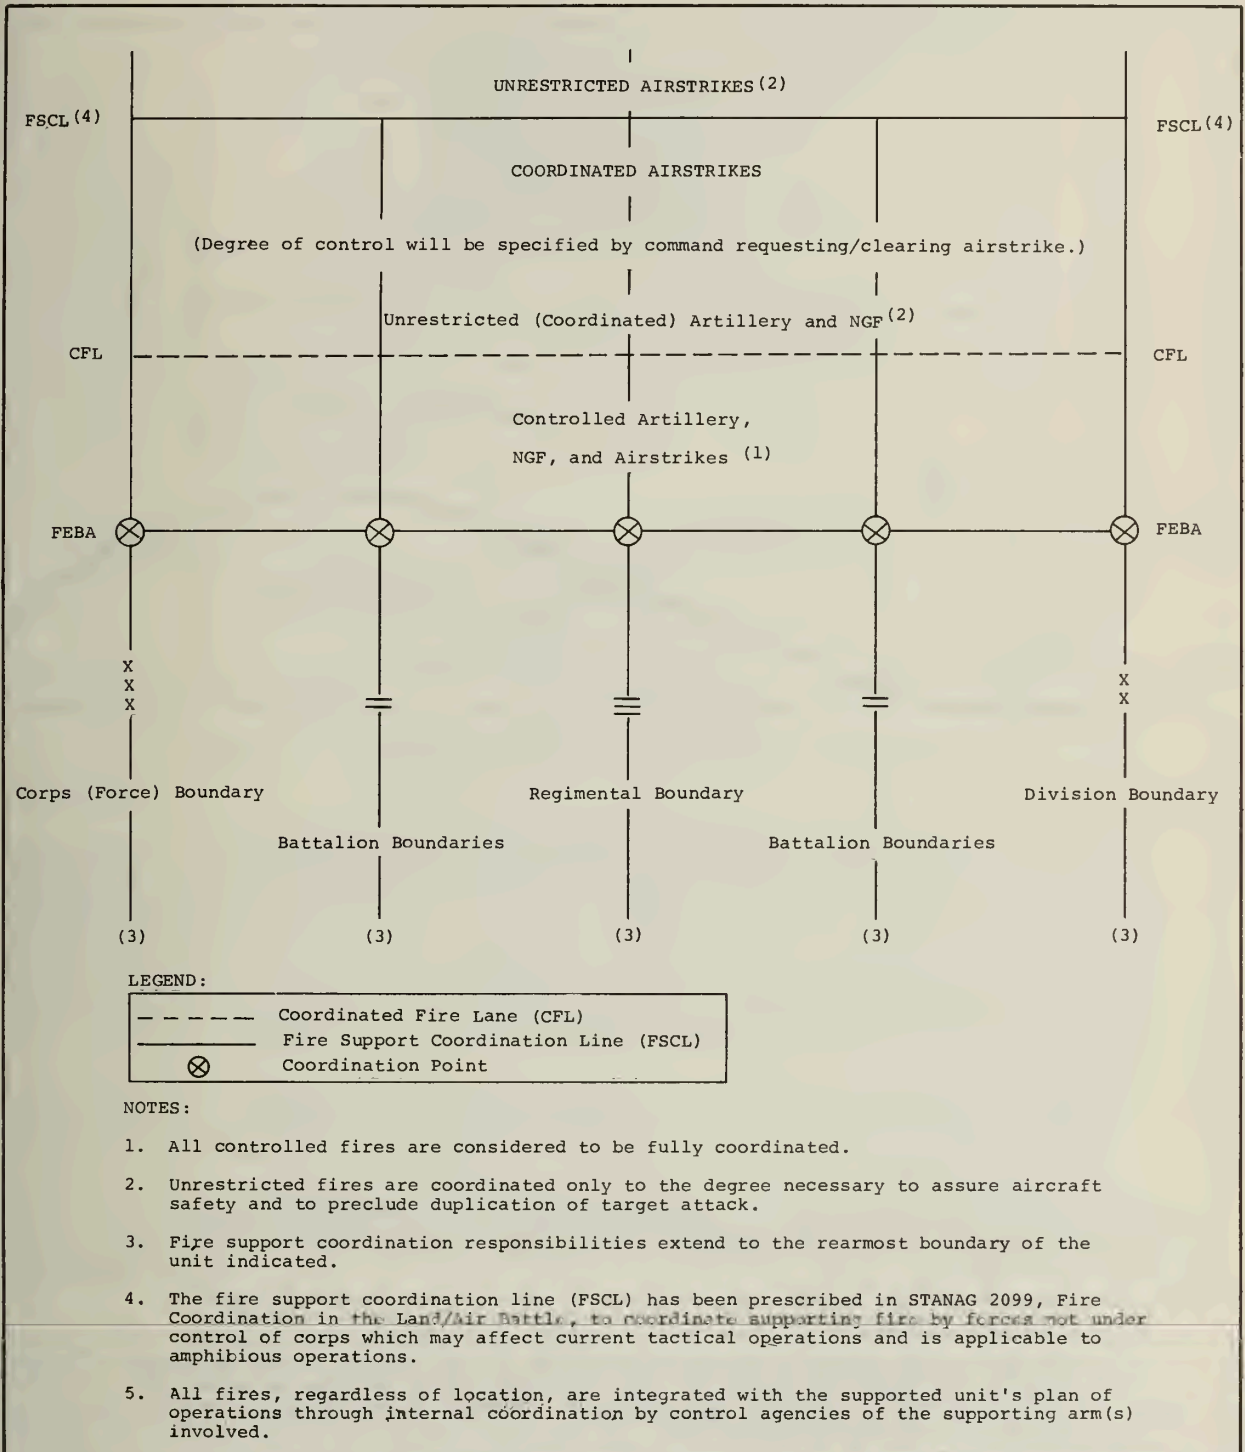 UNRESTRICTED AIRSTRIKES(2)
FSCL(4)
FSCL(4)
COORDINATED AIRSTRIKES
(Degree of control will be specified by command requesting/clearing airstrike.)
Unrestricted (Coordinated) Artillery and NGF(2)
CFL
CFL
Controlled Artillery,
NGF, and Airstrikes (1)
FEBA
FEBA
X
X
X
X
X
Corps (Force) Boundary
Regimental Boundary
Division Boundary
Battalion Boundaries
Battalion Boundaries
(3)
(3)
(3)
(3)
(3)
LEGEND:
Coordinated Fire Lane (CFL)
Fire Support Coordination Line (FSCL)
Coordination Point
NOTES:
1. All controlled fires are considered to be fully coordinated.
2. Unrestricted fires are coordinated only to the degree necessary to assure aircraft
safety and to preclude duplication of target attack.
3. Fire support coordination responsibilities extend to the rearmost boundary of the
unit indicated.
4. The fire support coordination line (FSCL) has been prescribed in STANAG 2099, Fire
Coordination in the Land/Air Battle, to coordinate supporting fire by forces not under
control of corps which may affect current tactical operations and is applicable to
amphibious operations.
5. All fires, regardless of location, are integrated with the supported unit's plan of
operations through internal coordination by control agencies of the supporting arm(s)
involved.